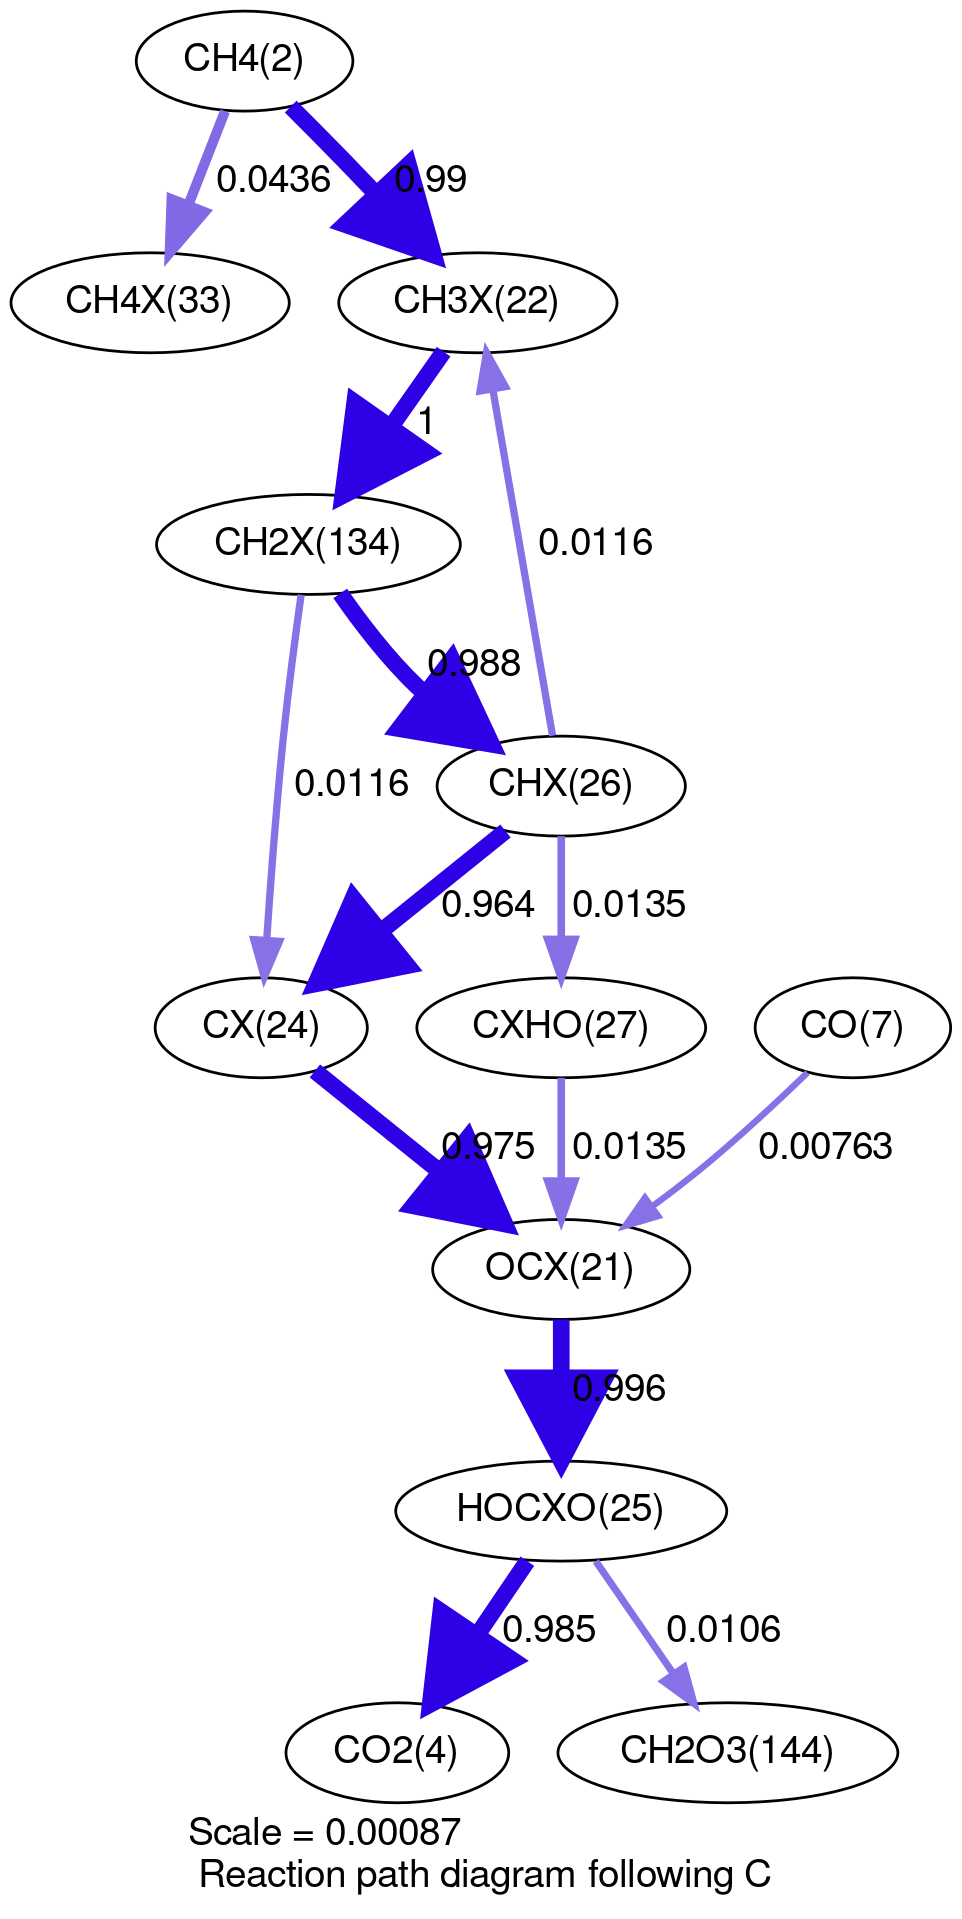 CH4(2)
0.0436
0.99
CH4X(33)
CH3X(22)
1
CH2X(134)
0.0116
0.988
0.0116
CHX(26)
0.964
0.0135
CX(24)
CXHO(27)
CO(7)
0.975
0.0135
0.00763
OCX(21)
0.996
HOCXO(25)
0.985
0.0106
CO2(4)
CH2O3(144)
Scale = 0.00087
Reaction path diagram following C